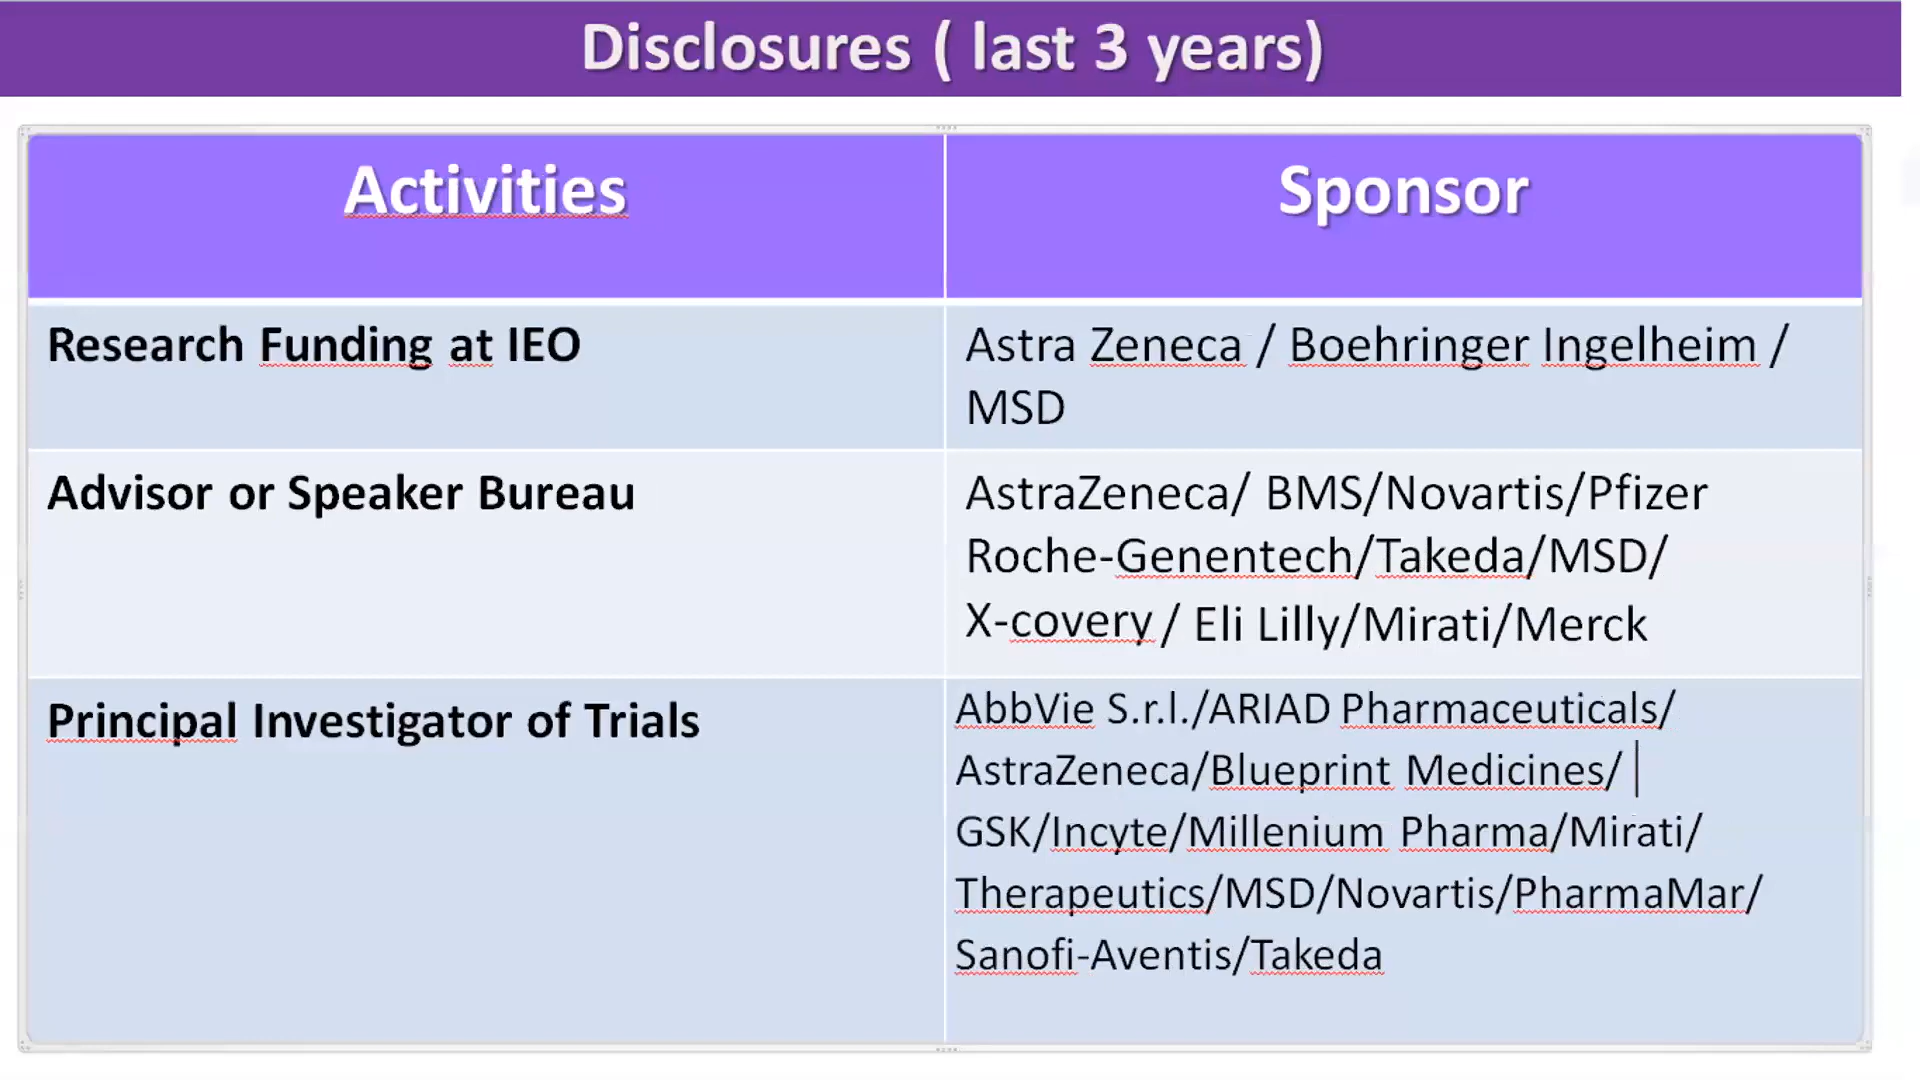 Disclosures ( last 3 years)
Activities
Sponsor
Research Funding at IEO
Astra Zeneca / Boehringer Ingelheim /
MSD
Advisor or Speaker Bureau
AstraZeneca/ BMS/Novartis/Pfizer
Roche-Genentech/Takeda/MSD/
X-covery / Eli Lilly/Mirati/Merck
Principal Investigator of Trials
AbbVie S.r.l./ARIAD Pharmaceuticals/
AstraZeneca/Blueprint Medicines/
GSK/Incyte/Millenium Pharma/Mirati/
Therapeutics/MSD/Novartis/PharmaMar/
Sanofi-Aventis/Takeda